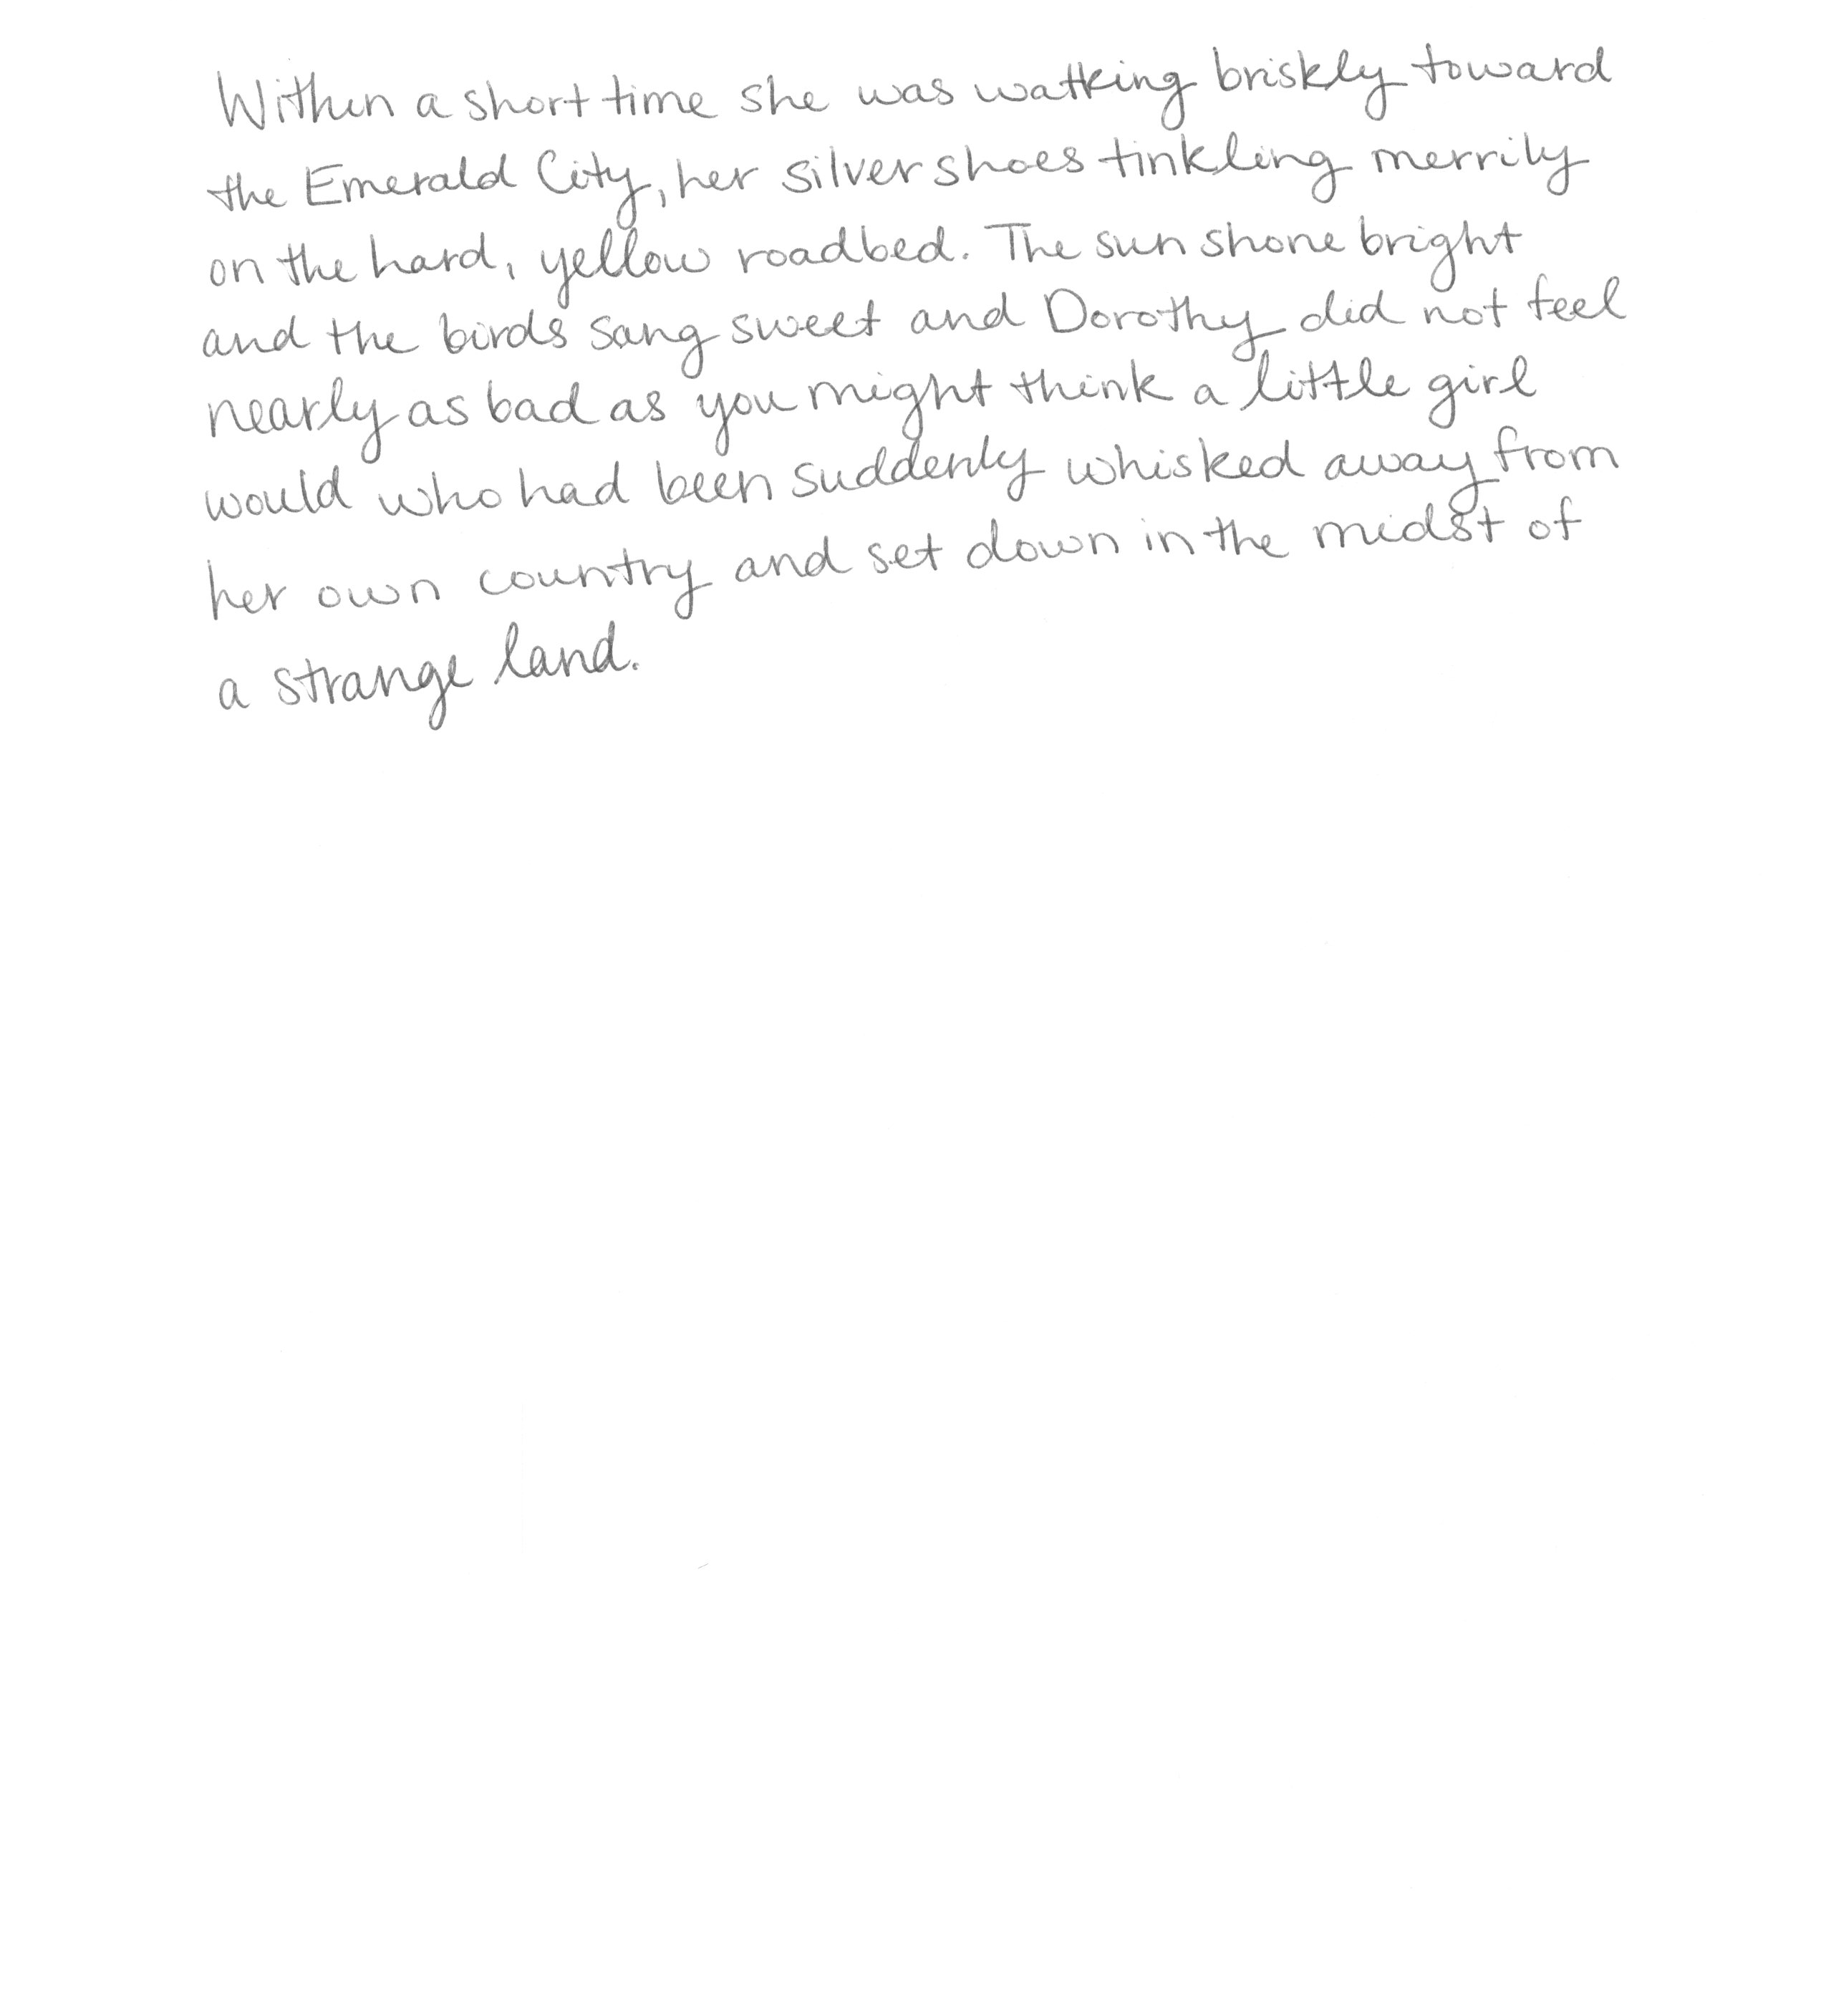 Within a short time she was walking briskly toward
the Emerald City, her silver shoes tinkling merrily
on the hard, yellow roadbed. The sun shone bright
and the birds sang sweet and Dorothy did not feel
nearly as bad as you might think a little girl
would who had been suddenly whisked away from
her own country and set down in the midst of
a strange land.